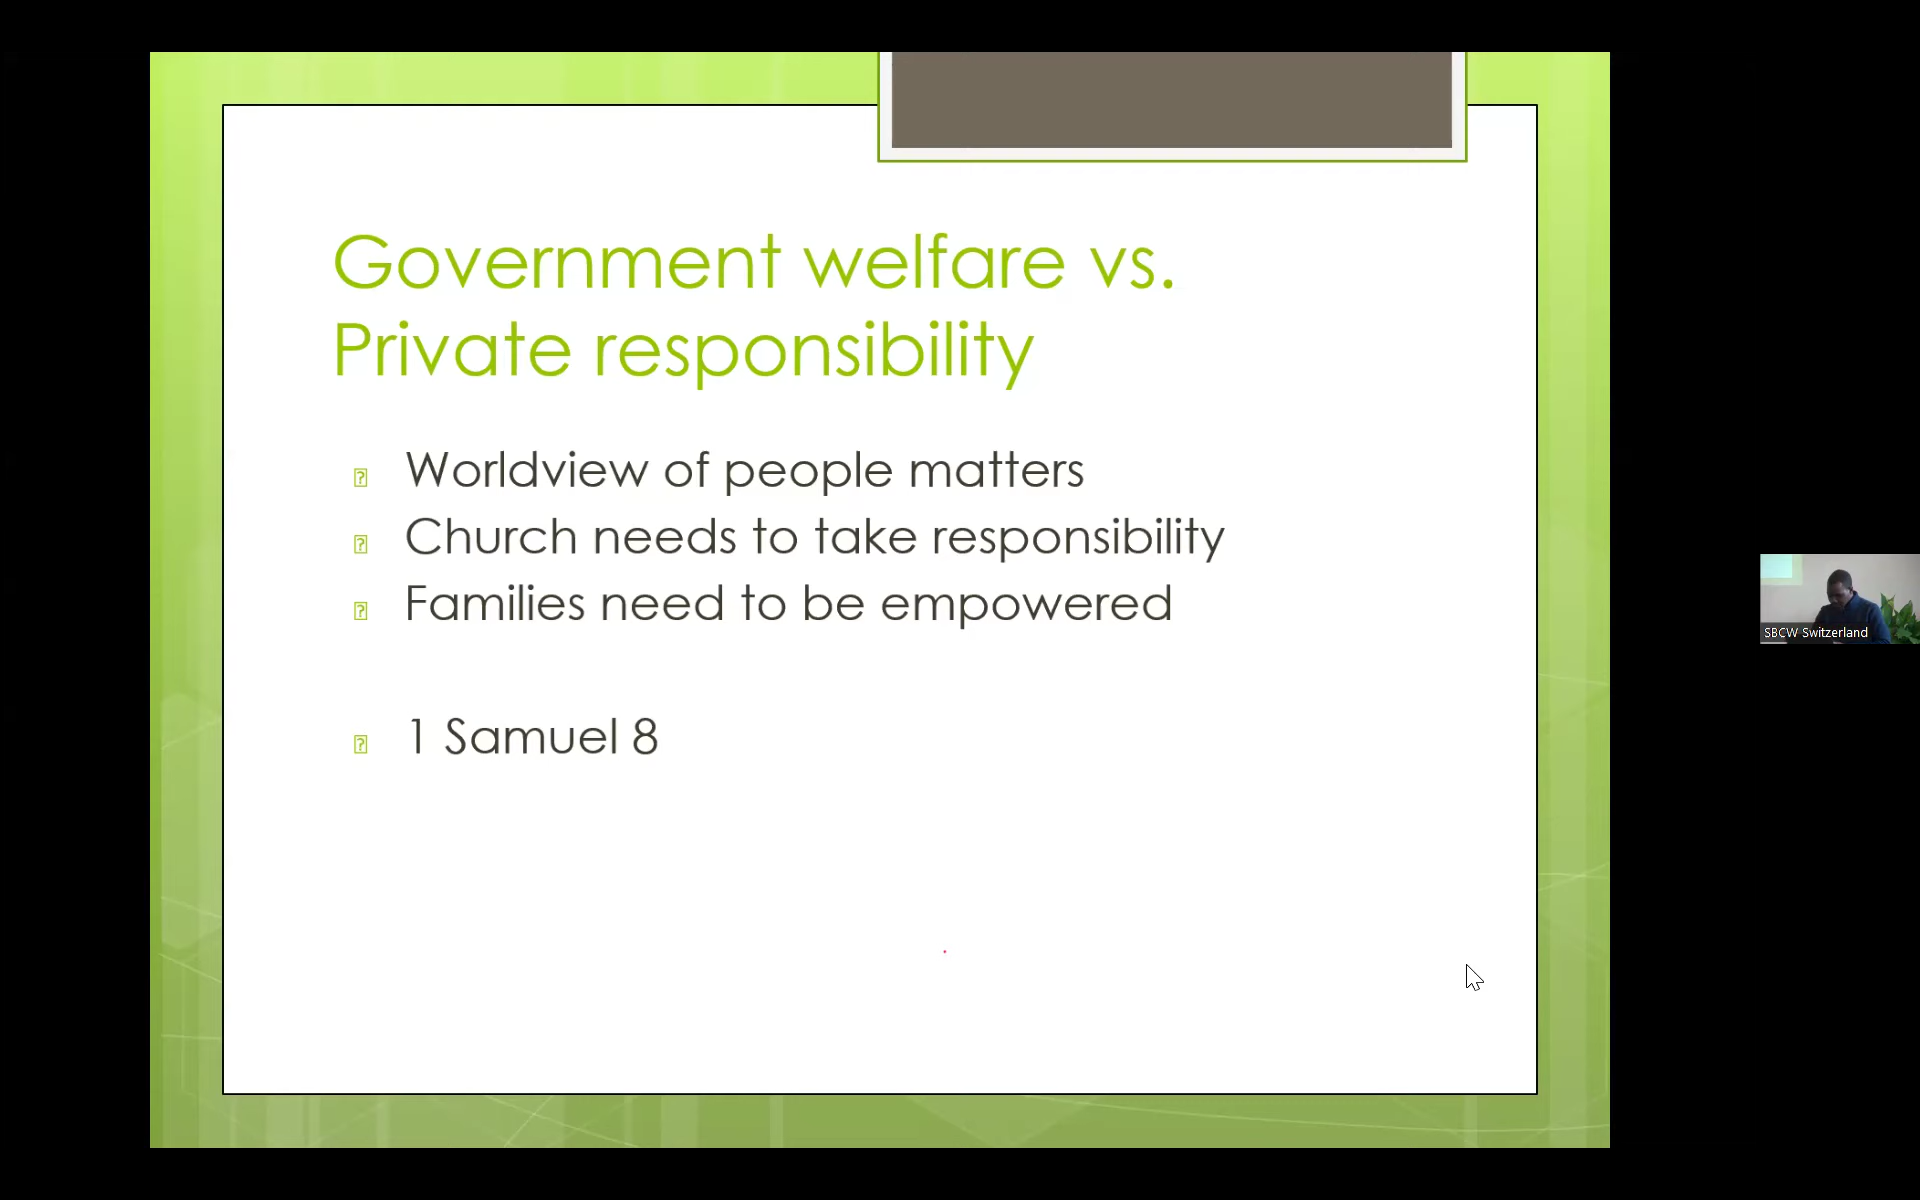 Government welfare vs.
Private responsibility
Worldview of people matters
Church needs to take responsibility
Families need to be empowered
1 Samuel 8
SBCW Switzerland